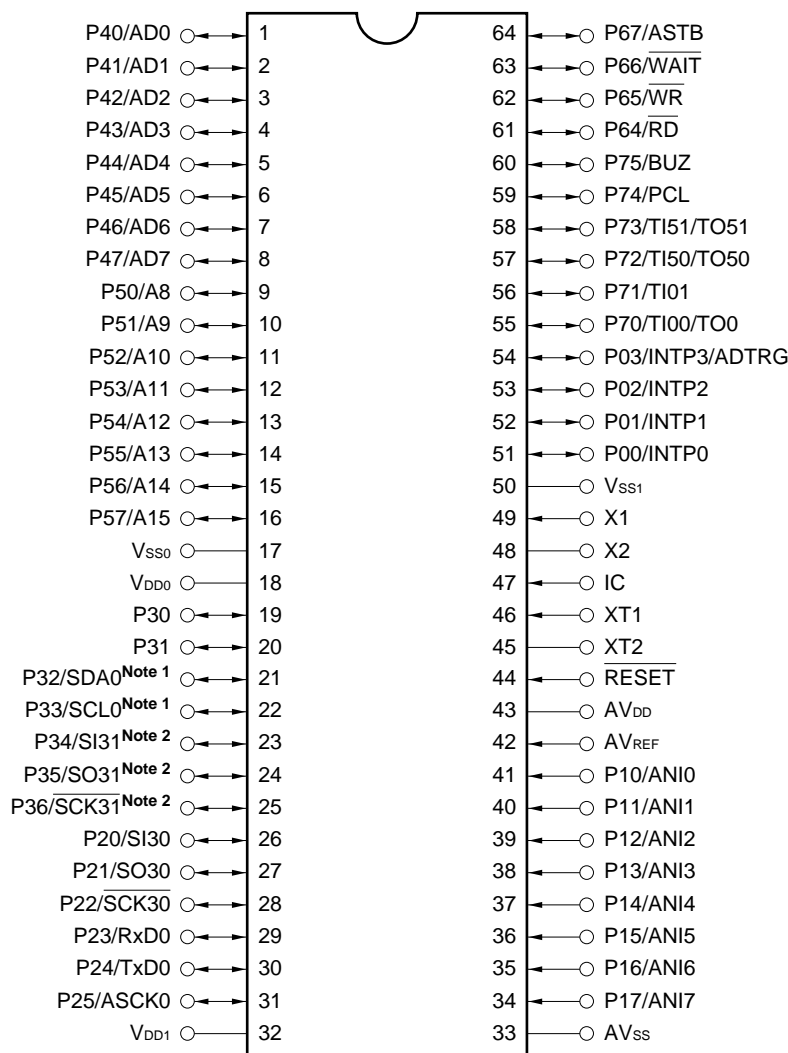 P40/AD0 1 64 P67/ASTB
P41/AD1 2 63 P66/WAIT
P42/AD2 3 62 P65/WR
P43/AD3 4 61 P64/RD
P44/AD4 5 60 P75/BUZ
P45/AD5 6 59 P74/PCL
P46/AD6 7 58 P73/TI51/TO51
P47/AD7 8 57 P72/TI50/TO50
P50/A8 9 56 P71/TI01
P51/A9 10 55 P70/TI00/TO0
P52/A10 11 54 P03/INTP3/ADTRG
P53/A11 12 53 P02/INTP2
P54/A12 13 52 P01/INTP1
P55/A13 14 51 P00/INTP0
P56/A14 15 50 VSS1
P57/A15 16 49 X1
VSS0 17 48 X2
VDD0 18 47 IC
P30 19 46 XT1
P31 20 45 XT2
P32/SDA0Note 1 21 44 RESET
P33/SCL0Note 1 22 43 AVDD
P34/SI31Note 2 23 42 AVREF
P35/SO31Note 2 24 41 P10/ANI0
P36/SCK31Note 2 25 40 P11/ANI1
P20/SI30 26 39 P12/ANI2
P21/SO30 27 38 P13/ANI3
P22/SCK30 28 37 P14/ANI4
P23/RxD0 29 36 P15/ANI5
P24/TxD0 30 35 P16/ANI6
P25/ASCK0 31 34 P17/ANI7
VDD1 32 33 AVSS